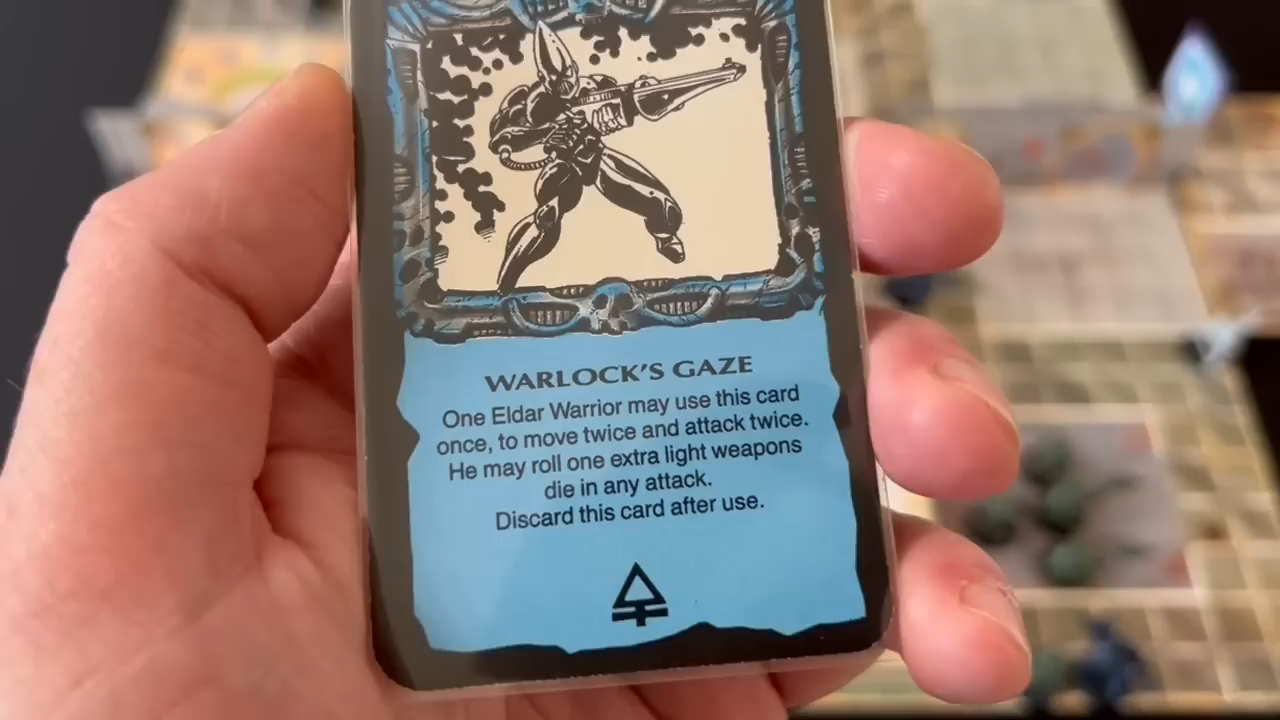 WARLOCK'S GAZE
One Eldar Warrior may use this card
once, to move twice and attack twice.
He may roll one extra light weapons
die in any attack.
Discard this card after use.